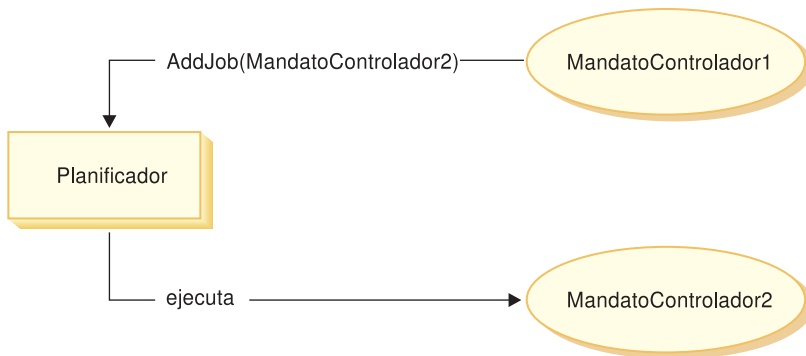 AddJob(MandatoControlador2)
MandatoControlador1
Planificador
ejecuta
MandatoControlador2